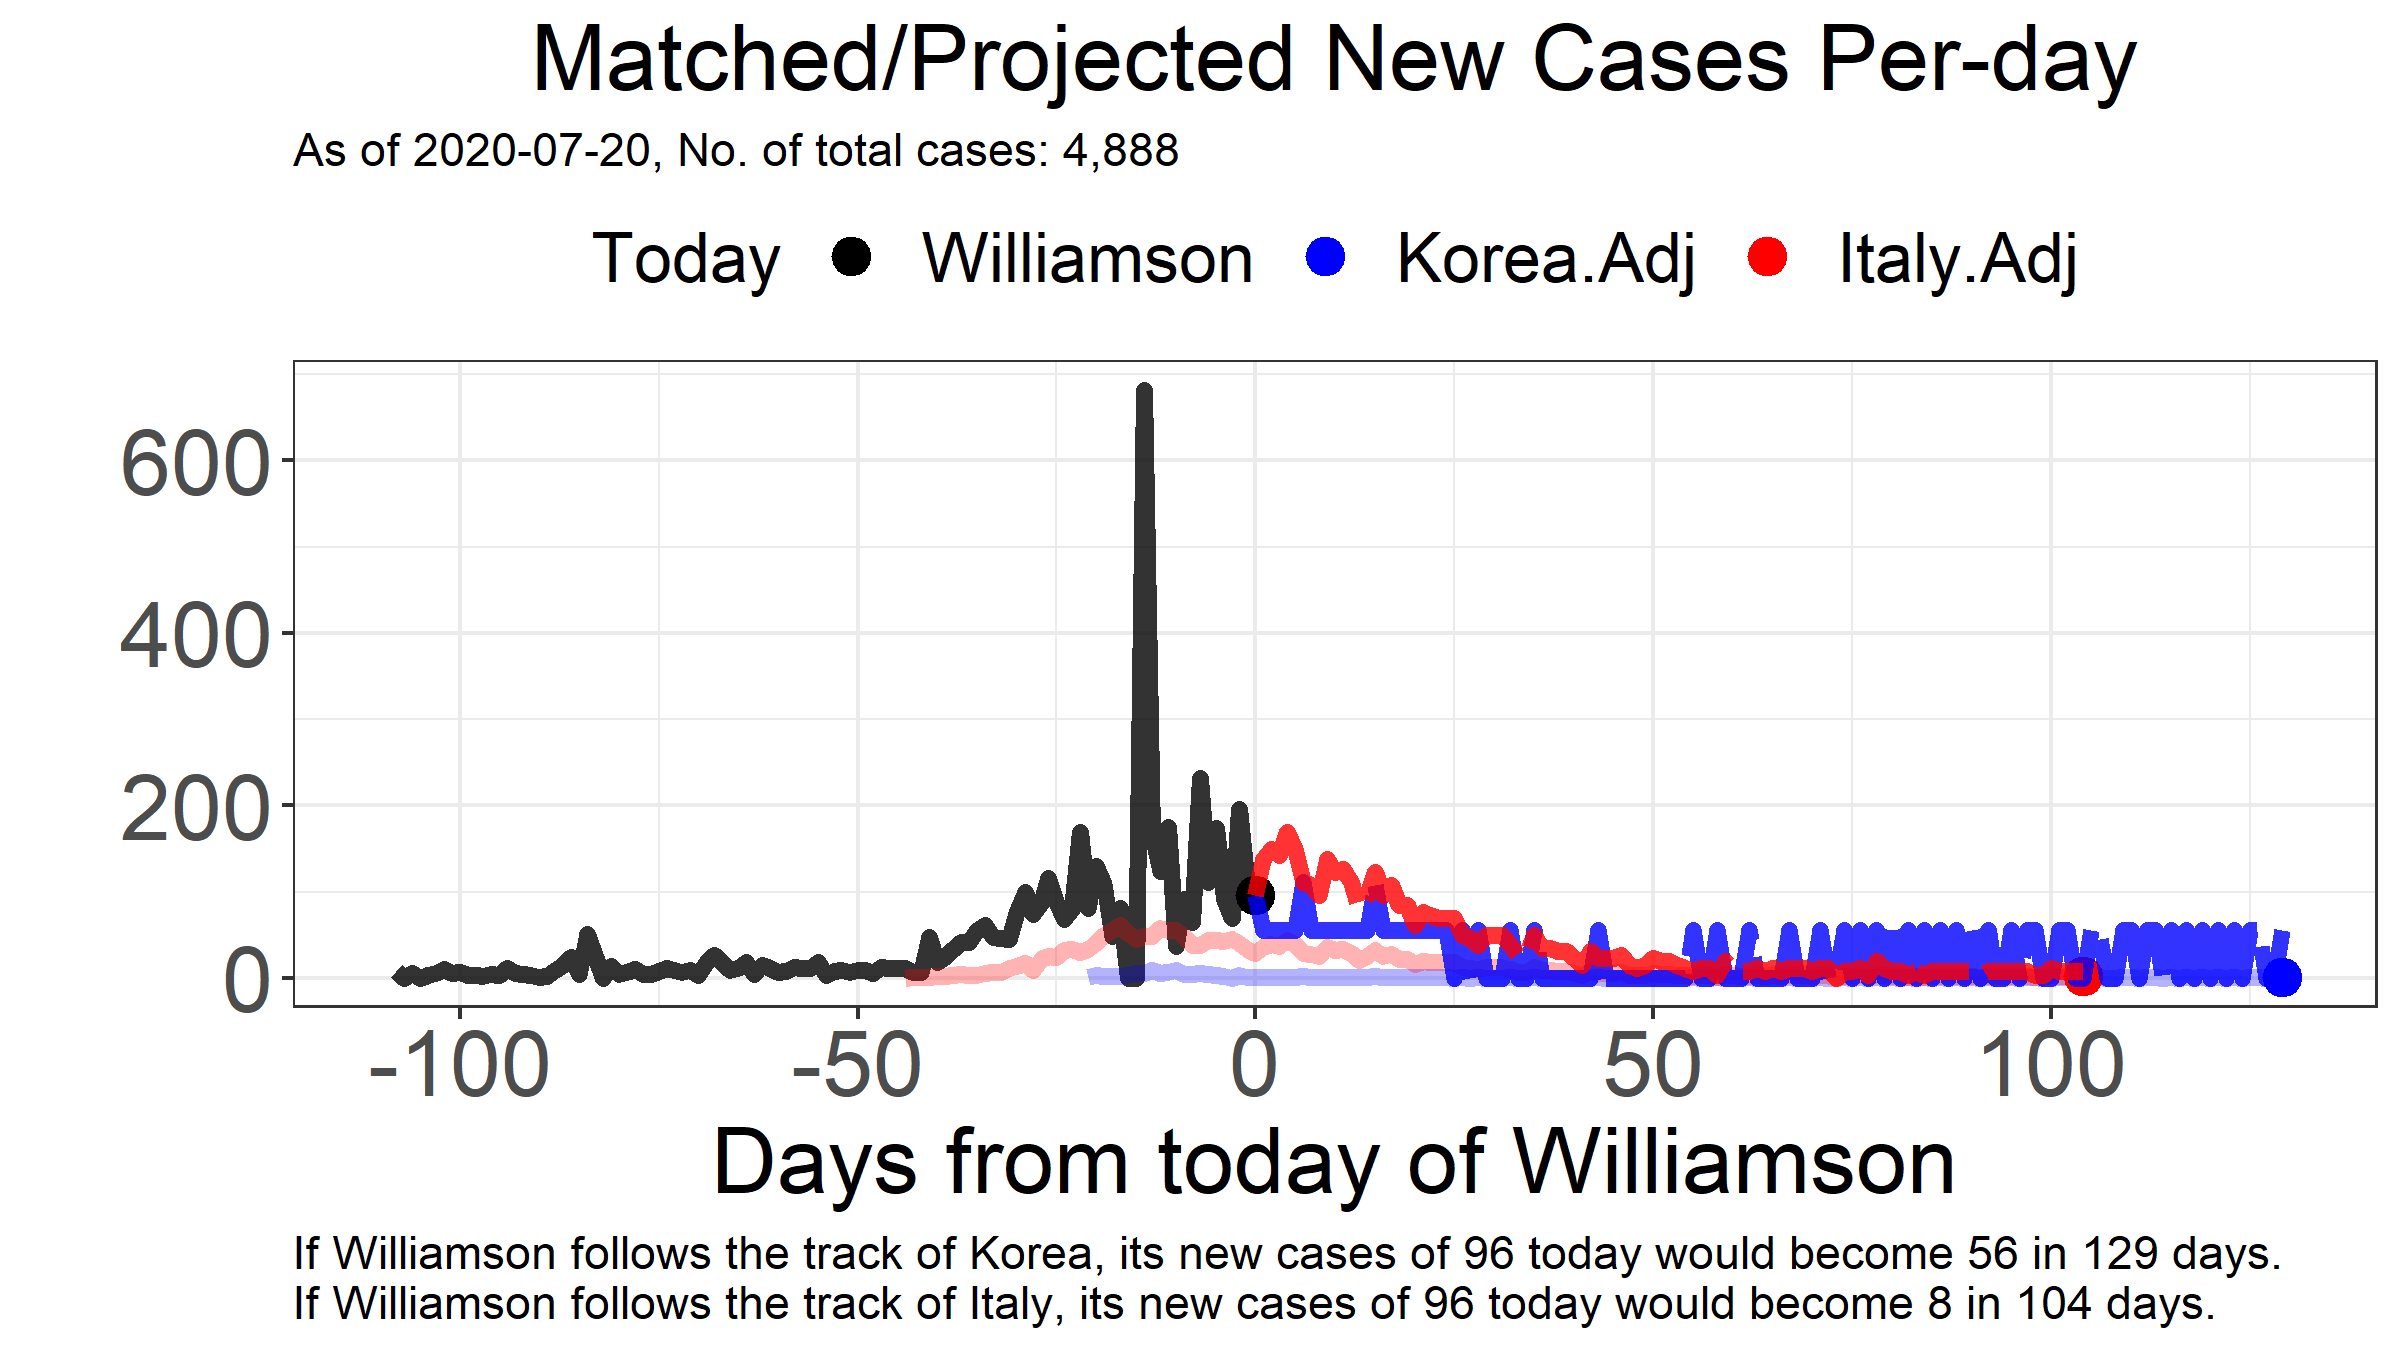 Matched/Projected New Cases Per-day
As of 2020-07-20, No. of total cases: 4,888
Today Williamson Korea.Adj Italy.Adj
600
400
200
0
-100 -50 0 50 100
Days from today of Williamson
If Williamson follows the track of Korea, its new cases of 96 today would become 56 in 129 days.
If Williamson follows the track of Italy, its new cases of 96 today would become 8 in 104 days.